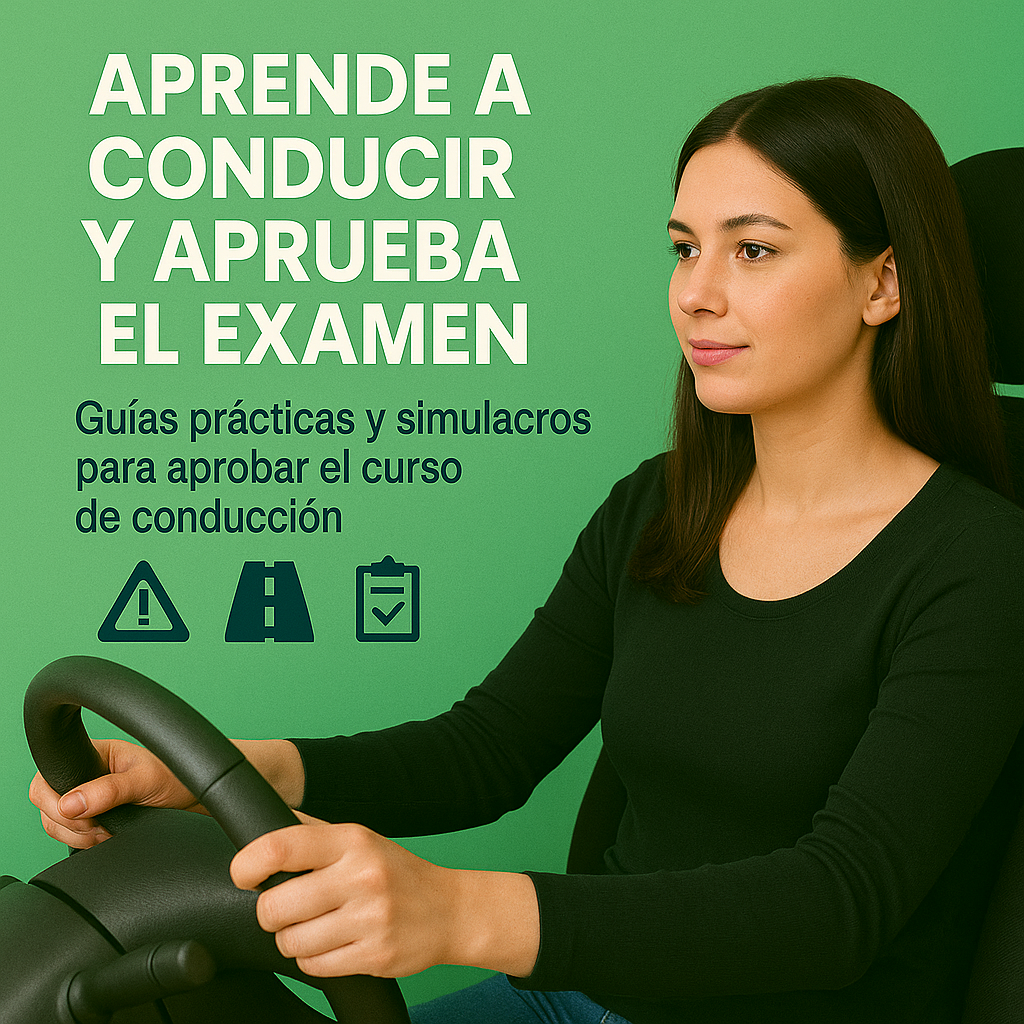 APRENDE A
CONDUCIR
Y APRUEBA
EL EXAMEN
Guías prácticas y simulacros
para aprobar el curso
de conducción